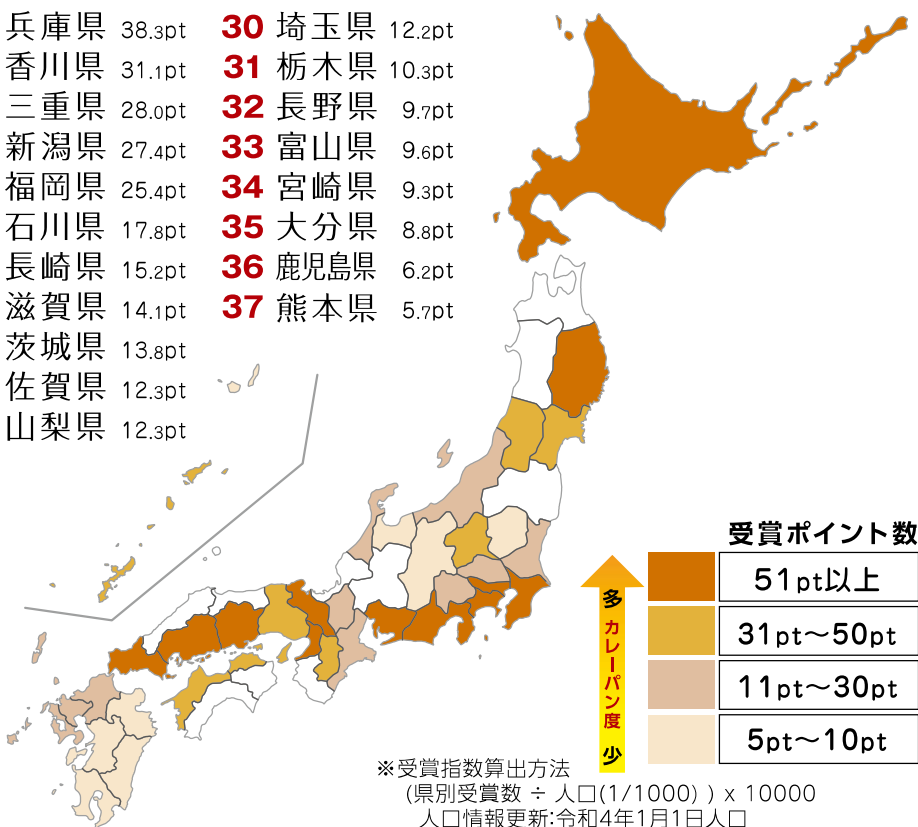 兵庫県 38.3pt
香川県 31.1pt
三重県 28.0pt
新潟県 27.4pt
福岡県 25.4pt
石川県 17.8pt
長崎県 15.2pt
滋賀県 14.1pt
茨城県 13.8pt
佐賀県 12.3pt
山梨県 12.3pt
30 埼玉県 12.2pt
31 栃木県 10.3pt
32 長野県 9.7pt
33 富山県 9.6pt
34 宮崎県 9.3pt
35 大分県 8.8pt
36 鹿児島県 6.2pt
37 熊本県 5.7pt
受賞ポイント数
51pt以上
31pt〜50pt
11pt〜30pt
5pt〜10pt
多 カレーパン度 少
※受賞指数算出方法
(県別受賞数 ÷ 人口(1/1000) ) x 10000
人口情報更新:令和4年1月1日人口